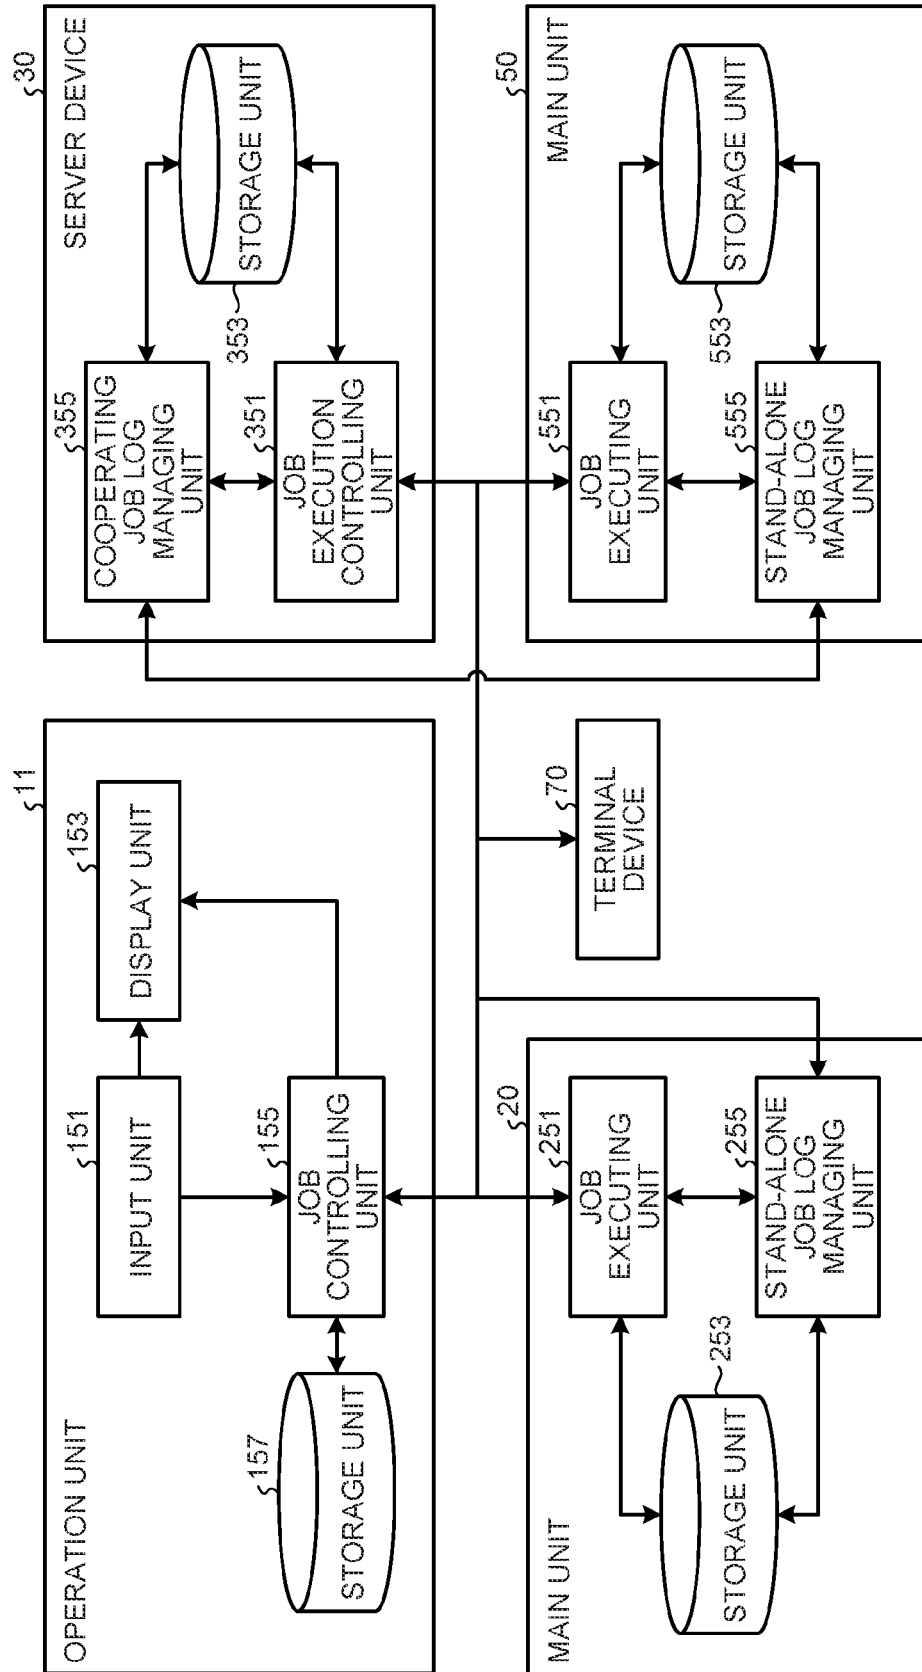 OPERATION UNIT
11
151
INPUT UNIT
153
DISPLAY UNIT
155
JOB
CONTROLLING
UNIT
157
STORAGE UNIT
30
SERVER DEVICE
355
COOPERATING
JOB LOG
MANAGING
UNIT
351
JOB
EXECUTION
CONTROLLING
UNIT
353
STORAGE UNIT
MAIN UNIT
20
251
JOB
EXECUTING
UNIT
253
STORAGE UNIT
255
STAND-ALONE
JOB LOG
MANAGING
UNIT
70
TERMINAL
DEVICE
50
MAIN UNIT
551
JOB
EXECUTING
UNIT
553
STORAGE UNIT
555
STAND-ALONE
JOB LOG
MANAGING
UNIT